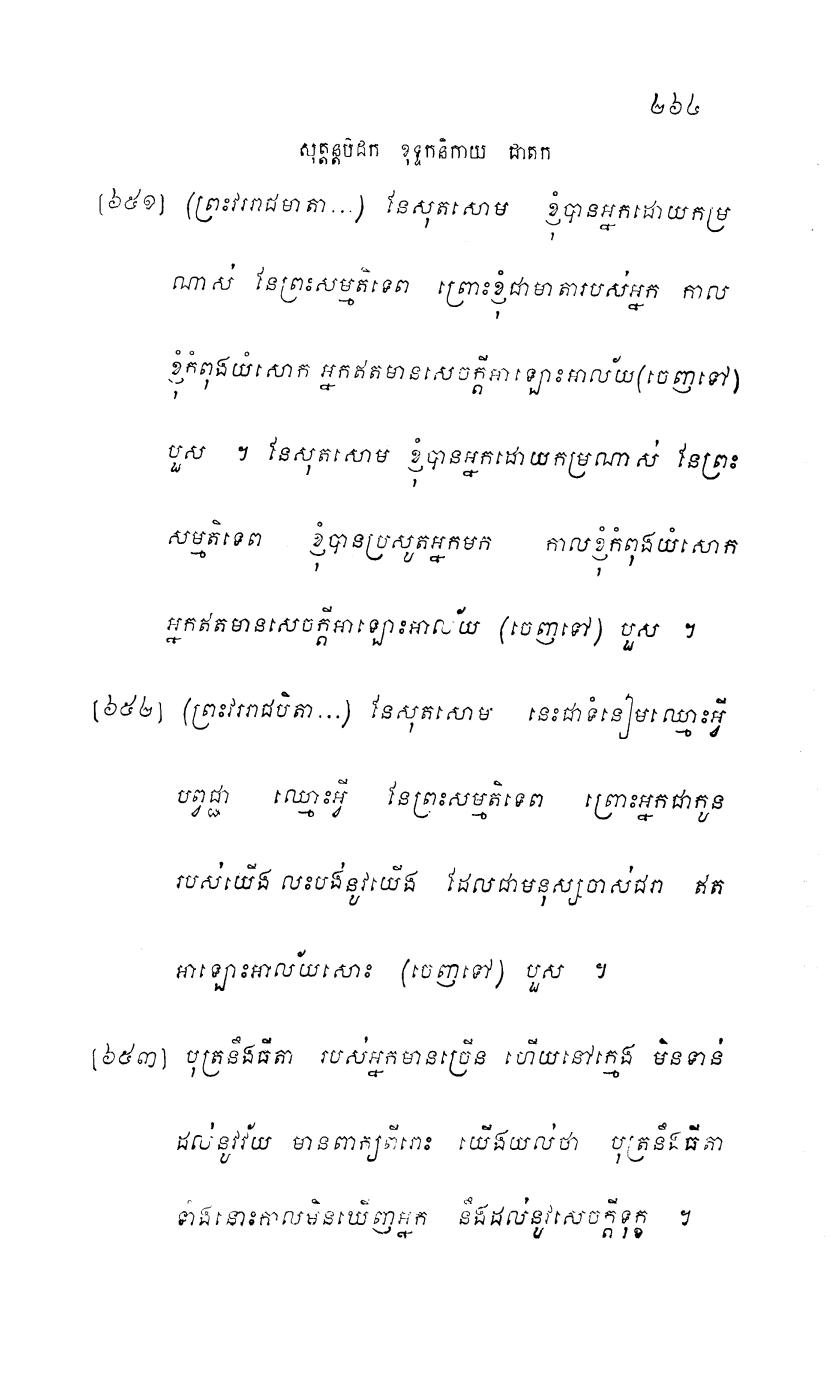 ២៦៤
សុត្តន្តបិដក ខុទ្ទកនិកាយ ជាតក
[៦៥១] (ព្រះវររាជមាតា...) នែសុតសោម ខ្ញុំបានអ្នកដោយកម្រ
ណាស់ នែព្រះសម្មតិទេព ព្រោះខ្ញុំជាមាតារបស់អ្នក កាល
ខ្ញុំកំពុងយំសោក អ្នកឥតមានសេចក្តីអាឡោះអាល័យ(ចេញទៅ)
បួស ។ នែសុតសោម ខ្ញុំបានអ្នកដោយកម្រណាស់ នែព្រះ
សម្មតិទេព ខ្ញុំបានប្រសូតអ្នកមក កាលខ្ញុំកំពុងយំសោក
អ្នកឥតមានសេចក្តីអាឡោះអាល័យ (ចេញទៅ) បួស ។
[៦៥២] (ព្រះវររាជបិតា...) នែសុតសោម នេះជាទំនៀមឈ្មោះអ្វី
បព្វជ្ជា ឈ្មោះអ្វី នែព្រះសម្មតិទេព ព្រោះអ្នកជាកូន
របស់យើង លះបង់នូវយើង ដែលជាមនុស្សចាស់ជរា ឥត
អាឡោះអាល័យសោះ (ចេញទៅ) បួស ។
[៦៥៣] បុត្រនឹងធីតា របស់អ្នកមានច្រើន ហើយនៅក្មេង មិនទាន់
ដល់នូវវ័យ មានពាក្យពីរោះ យើងយល់ថា បុត្រនឹងធីតា
ទាំងនោះកាលមិនឃើញអ្នក នឹងដល់នូវសេចក្តីទុក្ខ ។